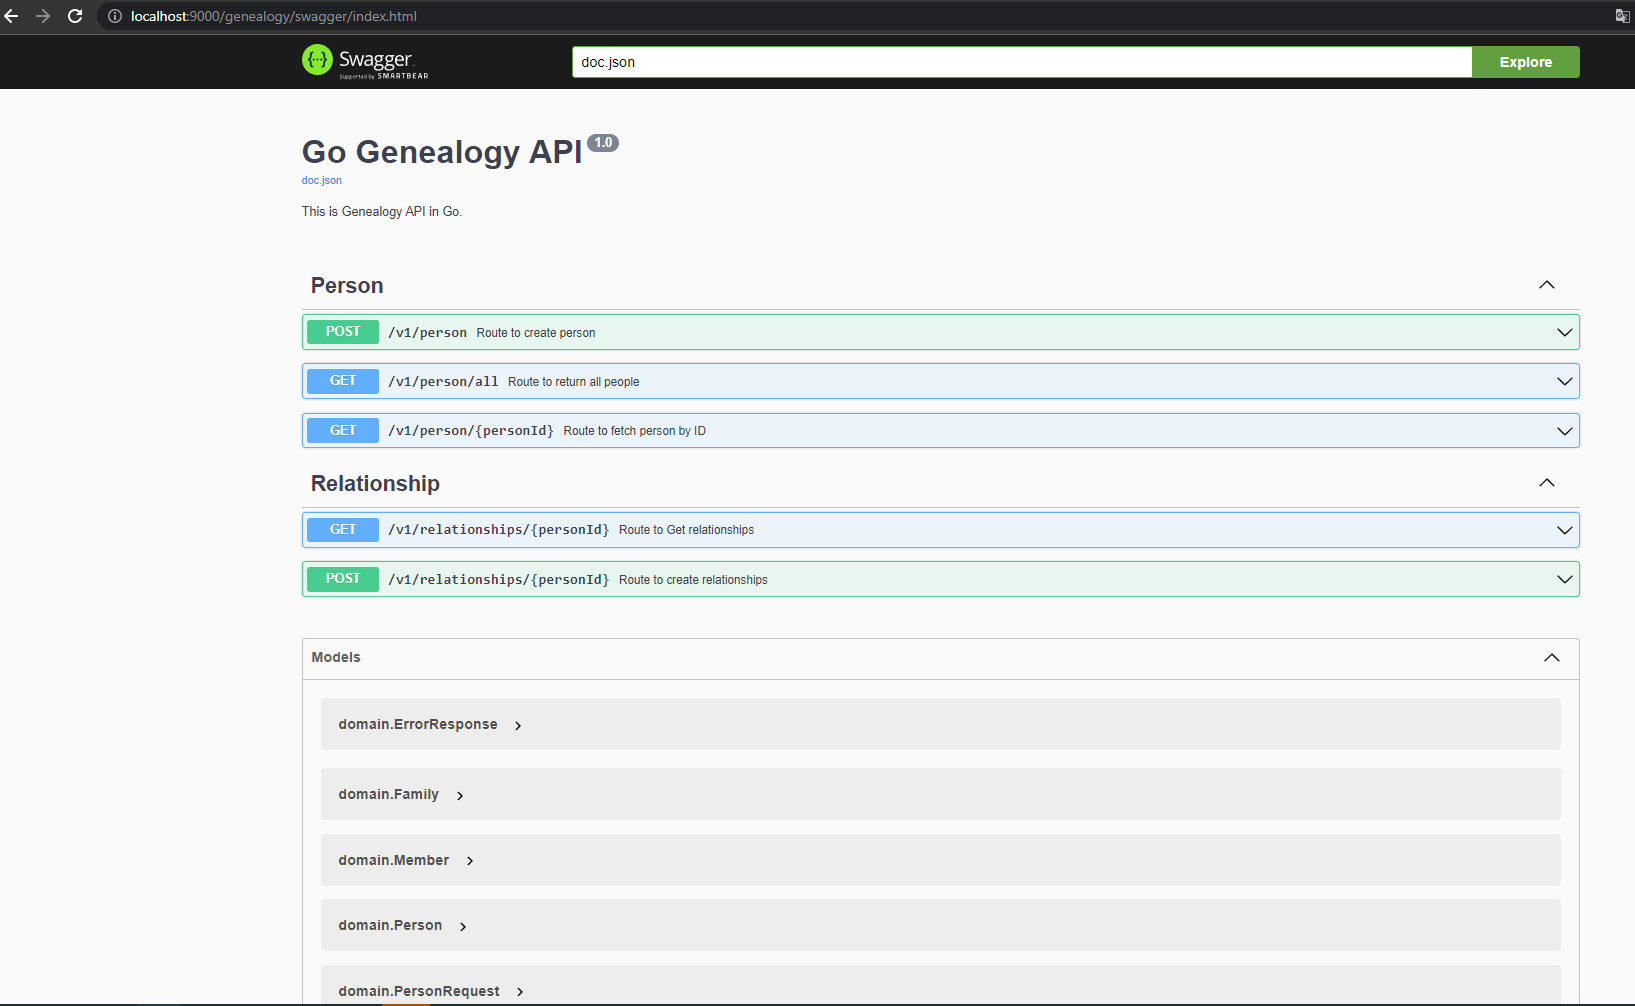 localhost:9000/genealogy/swagger/index.html
Swagger
Supported by SMARTBEAR
doc.json
Explore
Go Genealogy API 1.0
doc.json
This is Genealogy API in Go.
Person
POST /v1/person Route to create person
GET /v1/person/all Route to return all people
GET /v1/person/{personId} Route to fetch person by ID
Relationship
GET /v1/relationships/{personId} Route to Get relationships
POST /v1/relationships/{personId} Route to create relationships
Models
domain.ErrorResponse
domain.Family
domain.Member
domain.Person
domain.PersonRequest